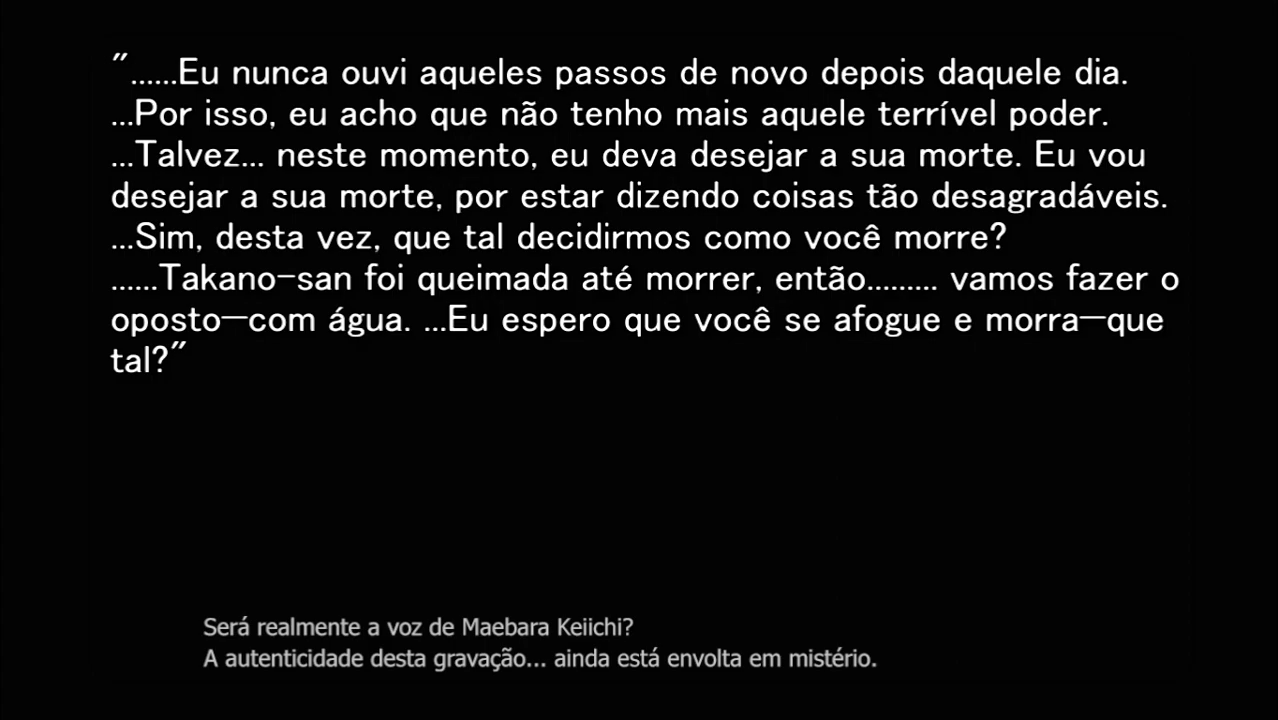 "......Eu nunca ouvi aqueles passos de novo depois daquele dia.
...Por isso, eu acho que não tenho mais aquele terrível poder.
...Talvez... neste momento, eu deva desejar a sua morte. Eu vou
desejar a sua morte, por estar dizendo coisas tão desagradáveis.
...Sim, desta vez, que tal decidirmos como você morre?
......Takano-san foi queimada até morrer, então......... vamos fazer o
oposto—com água. ...Eu espero que você se afogue e morra—que
tal?"
Será realmente a voz de Maebara Keiichi?
A autenticidade desta gravação... ainda está envolta em mistério.